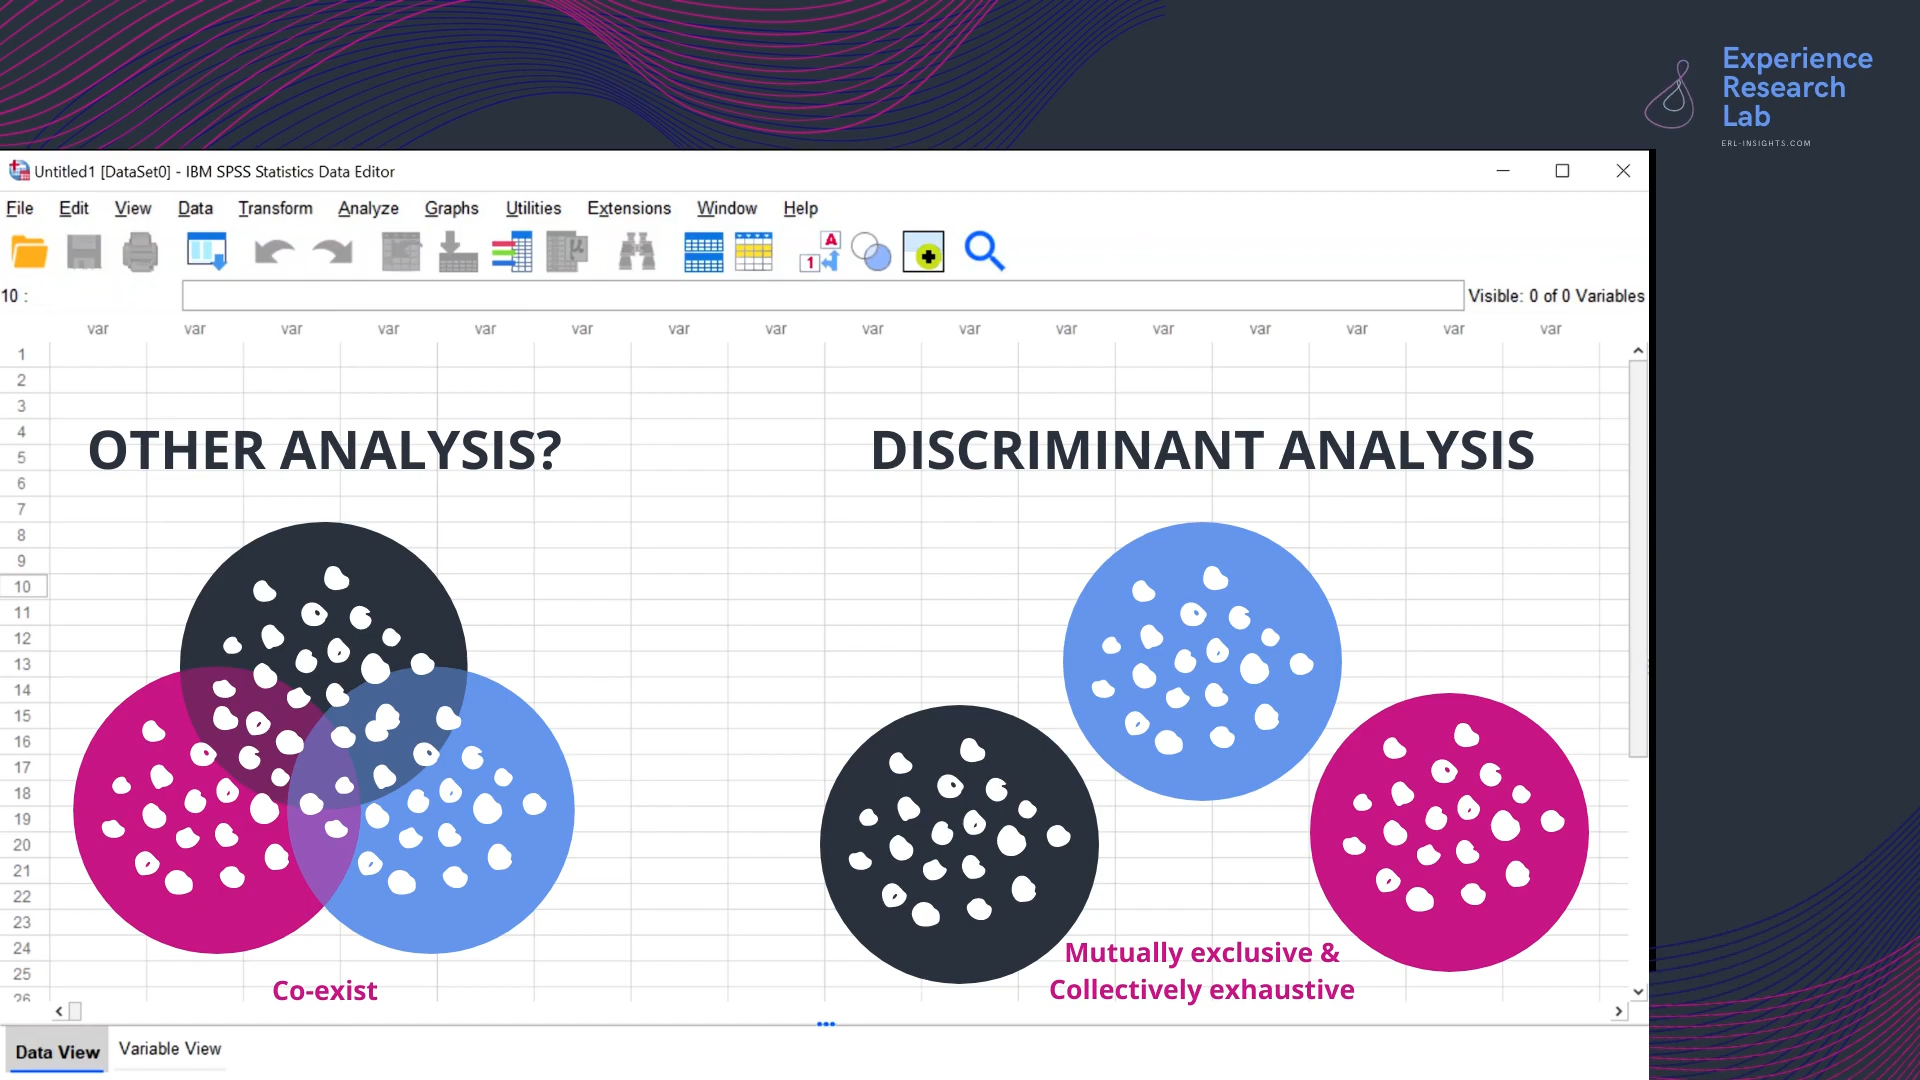 Experience
Research
Lab
ERL-INSIGHTS.COM
Untitled1 [DataSet0] - IBM SPSS Statistics Data Editor
File Edit View Data Transform Analyze Graphs Utilities Extensions Window Help
A
1
µ
10 :
Visible: 0 of 0 Variables
var var var var var var var var var var var var var var var var
1
2
3
4
5
6
7
8
9
10
11
12
13
14
15
16
17
18
19
20
21
22
23
24
25
26
OTHER ANALYSIS?
DISCRIMINANT ANALYSIS
Co-exist
Mutually exclusive &
Collectively exhaustive
Data View Variable View